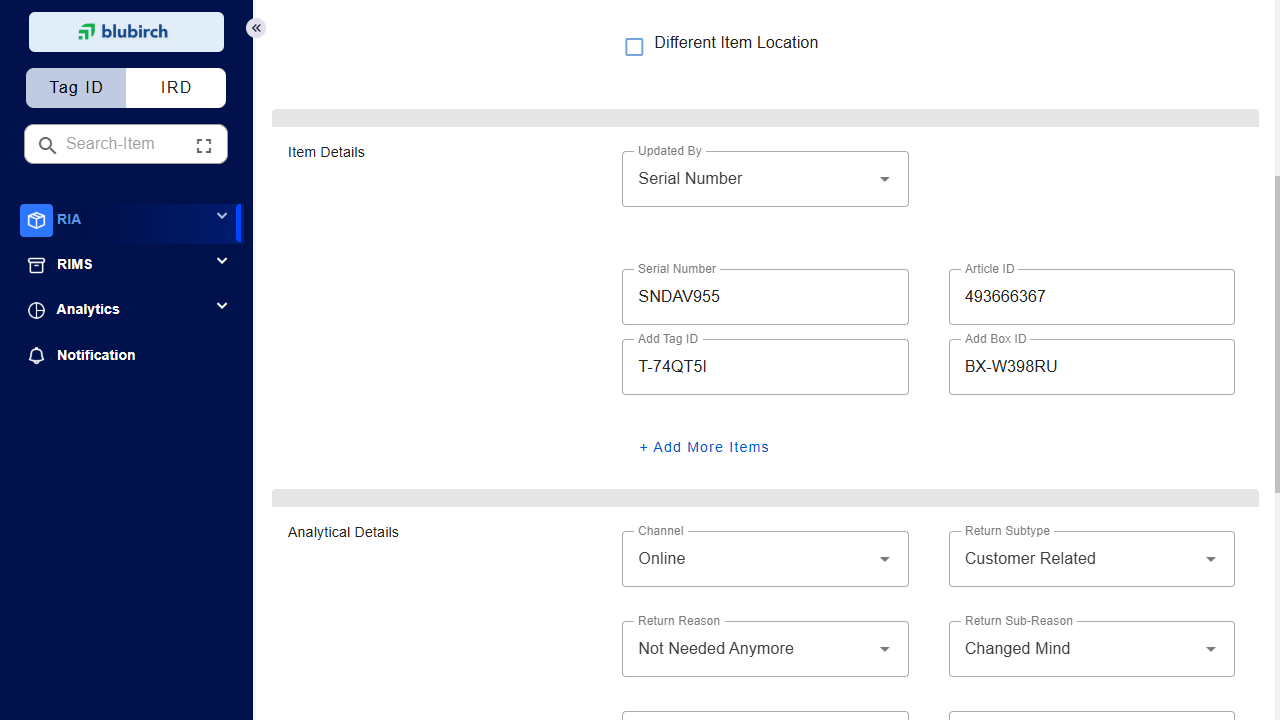 blubirch
Tag ID
IRD
Search-Item
RIA
RIMS
Analytics
Notification
Different Item Location
Item Details
Updated By
Serial Number
Serial Number
SNDAV955
Article ID
493666367
Add Tag ID
T-74QT5I
Add Box ID
BX-W398RU
+ Add More Items
Analytical Details
Channel
Online
Return Subtype
Customer Related
Return Reason
Not Needed Anymore
Return Sub-Reason
Changed Mind